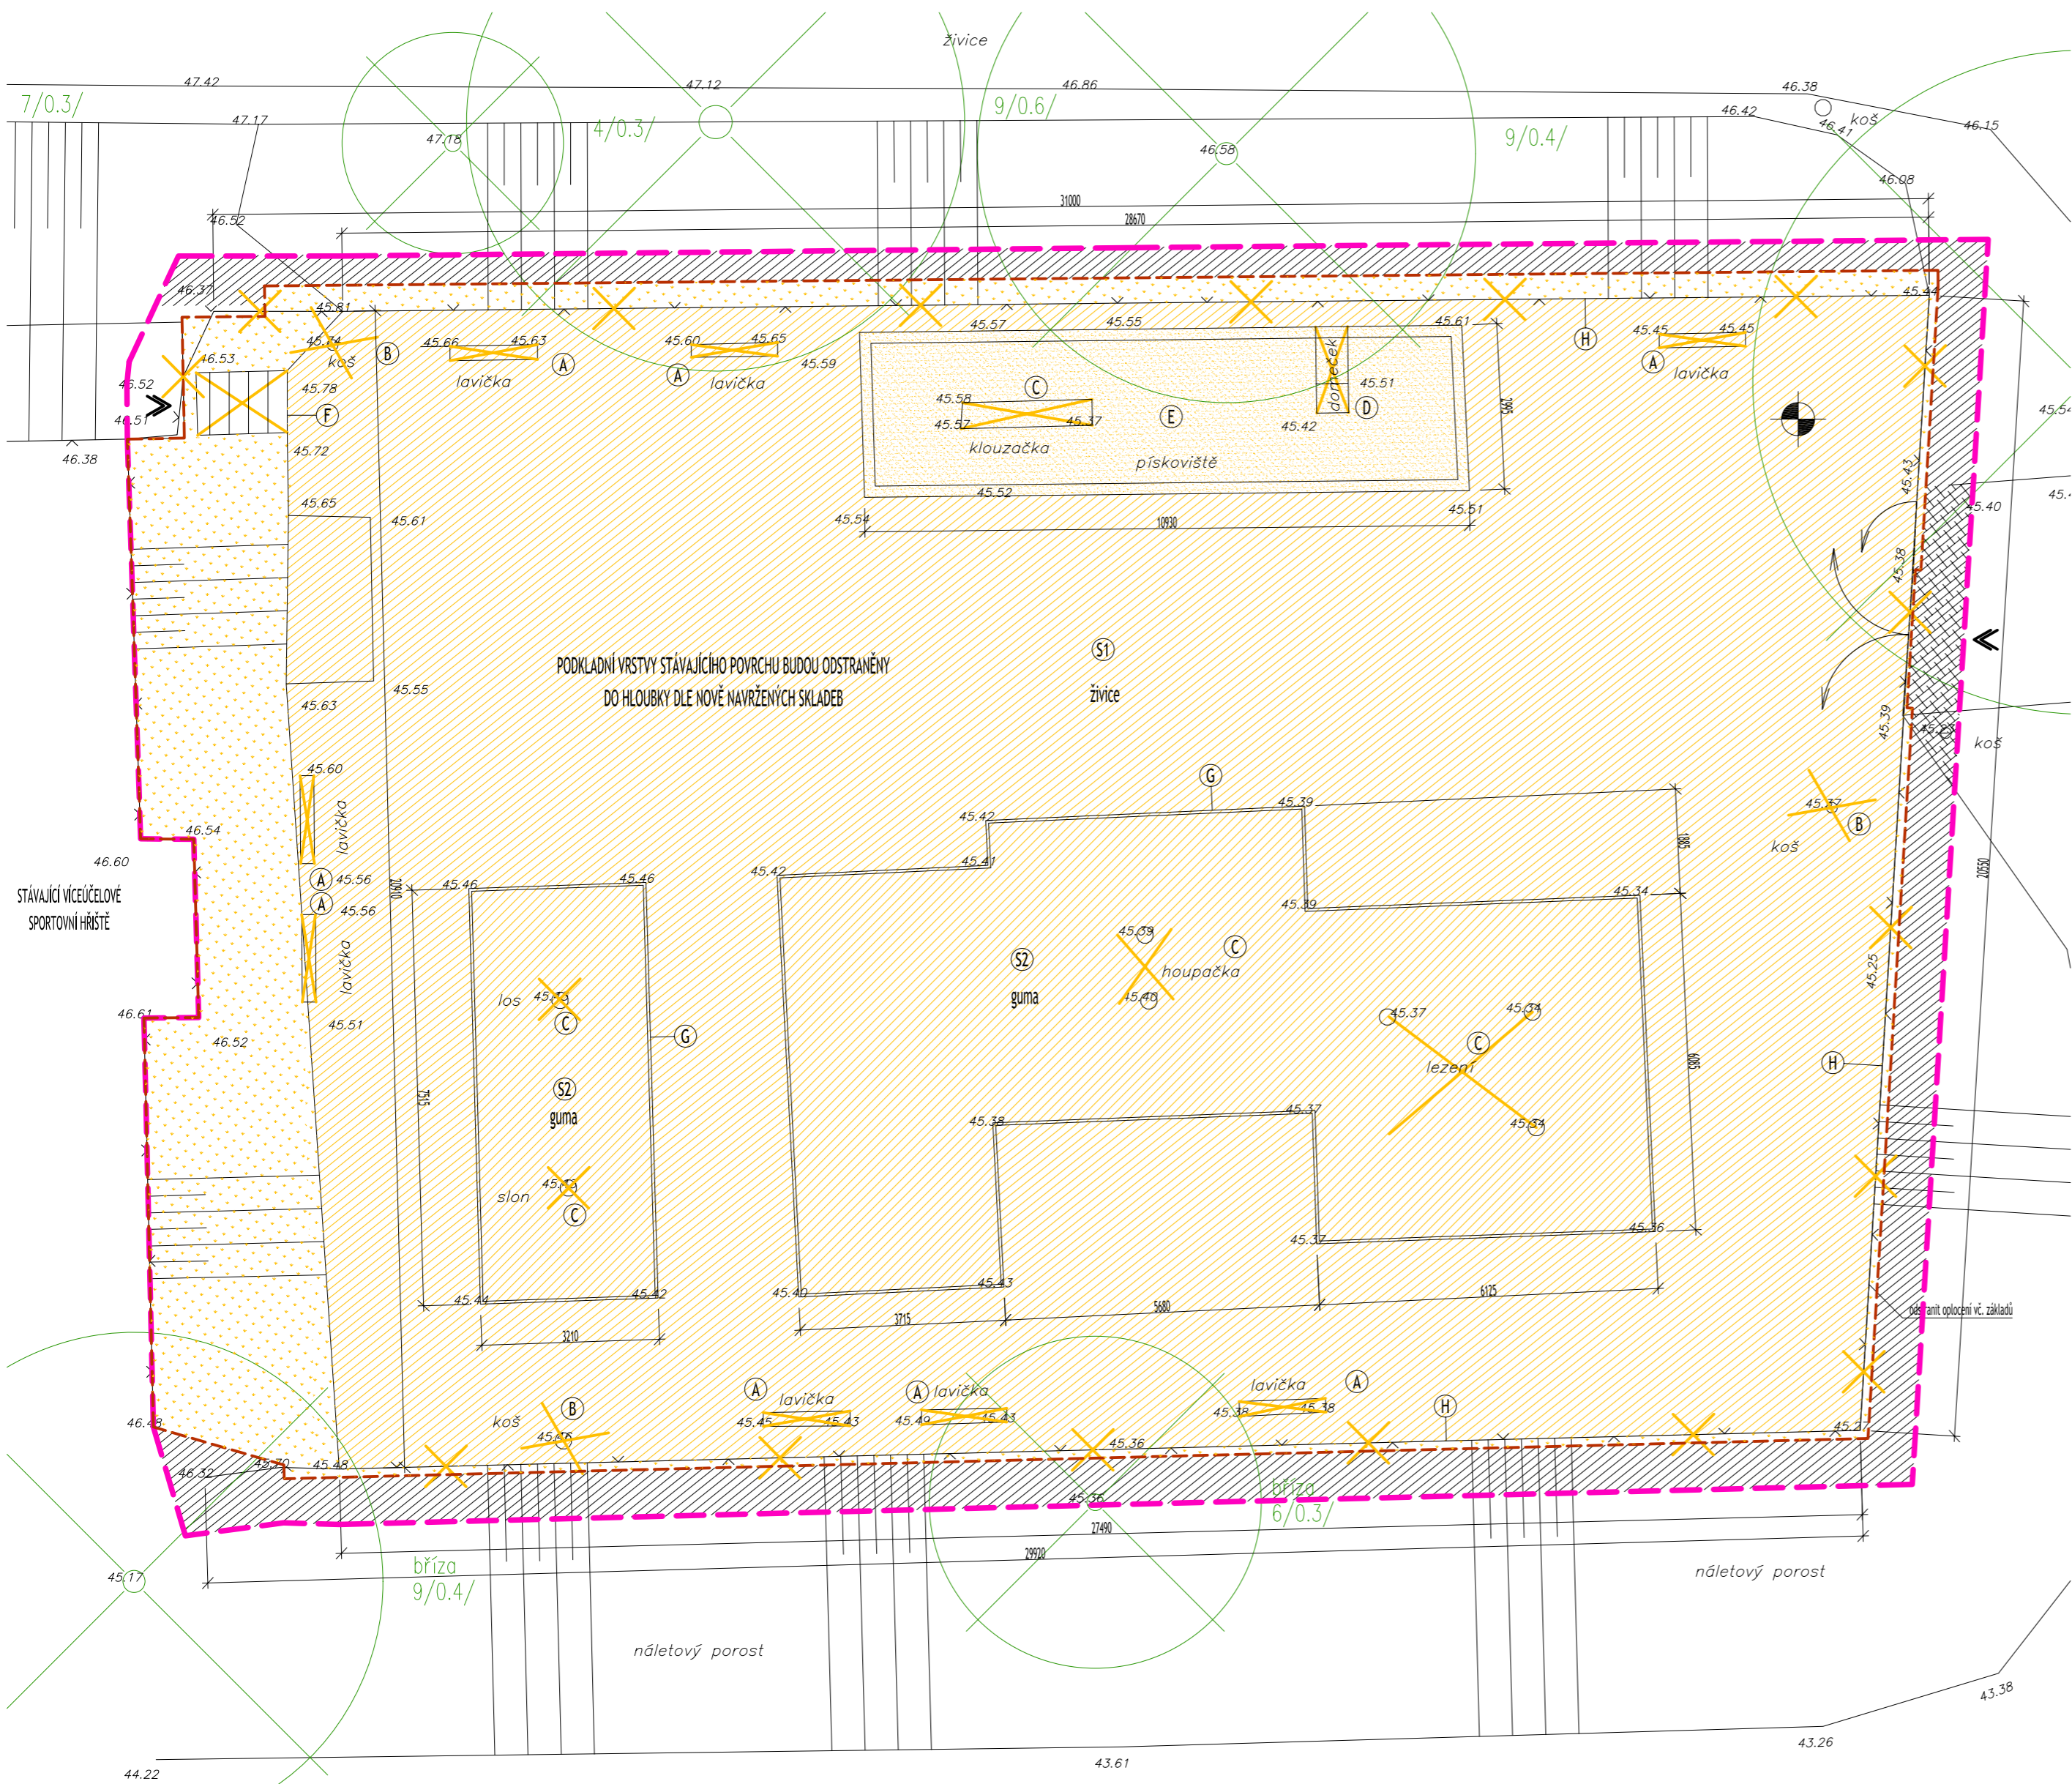 živice
47.42
47.12
46.86
46.38
7/0.3/
9/0.6/
koš
47.17
4/0.3/
46.42
46.41
46.15
47.18
9/0.4/
46.58
46.08
31000
46.52
28670
46.37
45.81
45.44
45.57
45.55
45.61
45.74
B
koš
45.66
45.63
A
lavička
45.60
45.65
A
lavička
45.59
H
45.45
45.45
A
lavička
46.53
46.52
45.78
F
46.51
45.58
C
45.57
45.37
klouzačka
E
domeček
45.51
D
45.42
2995
pískoviště
46.38
45.72
45.54
45.65
45.61
45.52
45.54
45.51
10930
45.43
45.40
45.38
PODKLADNÍ VRSTVY STÁVAJÍCÍHO POVRCHU BUDOU ODSTRANĚNY
DO HLOUBKY DLE NOVĚ NAVRŽENÝCH SKLADEB
S1
živice
45.55
45.63
45.39
koš
45.60
lavička
G
45.42
45.39
45.37
B
koš
46.54
46.60
STÁVAJÍCÍ VÍCEÚČELOVÉ
SPORTOVNÍ HŘIŠTĚ
A
45.56
A
45.56
lavička
20910
45.46
45.46
45.42
45.41
45.39
45.34
1885
20550
45.39
houpačka
C
45.40
S2
guma
45.25
los
C
G
46.61
46.52
45.51
45.37
45.34
C
lezení
45.34
H
6085
7515
S2
guma
45.38
45.37
slon
C
45.37
45.36
45.44
45.42
45.40
45.43
3210
3715
5680
6125
odstranit oplocení vč. základů
46.48
45.70
45.48
46.32
koš
B
A
lavička
45.45
45.43
A
lavička
45.49
45.43
lavička
A
45.38
45.38
H
45.36
45.27
45.36
bříza
6/0.3/
27490
29920
45.17
bříza
9/0.4/
náletový porost
náletový porost
43.38
43.26
43.61
44.22